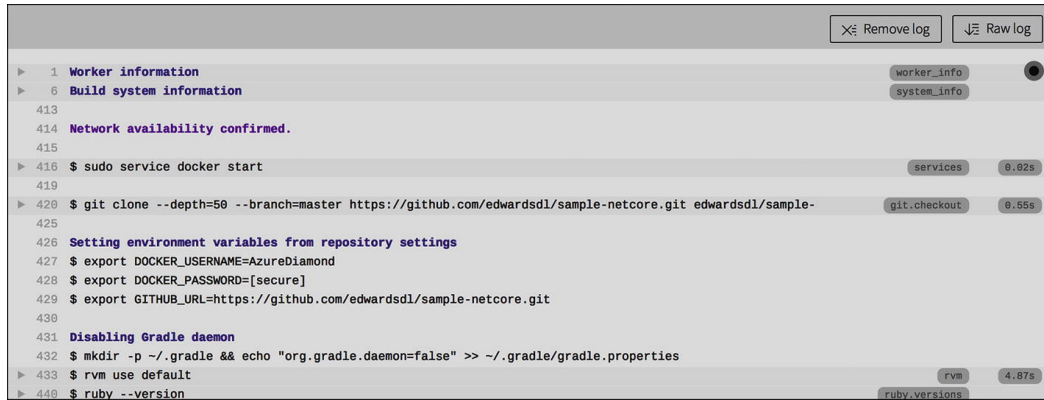 Remove log Raw log
1 Worker information worker_info
6 Build system information system_info
413
414 Network availability confirmed.
415
416 $ sudo service docker start services 0.02s
419
420 $ git clone --depth=50 --branch=master https://github.com/edwardsdl/sample-netcore.git edwardsdl/sample- git.checkout 0.55s
425
426 Setting environment variables from repository settings
427 $ export DOCKER_USERNAME=AzureDiamond
428 $ export DOCKER_PASSWORD=[secure]
429 $ export GITHUB_URL=https://github.com/edwardsdl/sample-netcore.git
430
431 Disabling Gradle daemon
432 $ mkdir -p ~/.gradle && echo "org.gradle.daemon=false" >> ~/.gradle/gradle.properties
433 $ rvm use default rvm 4.87s
440 $ ruby --version ruby.versions